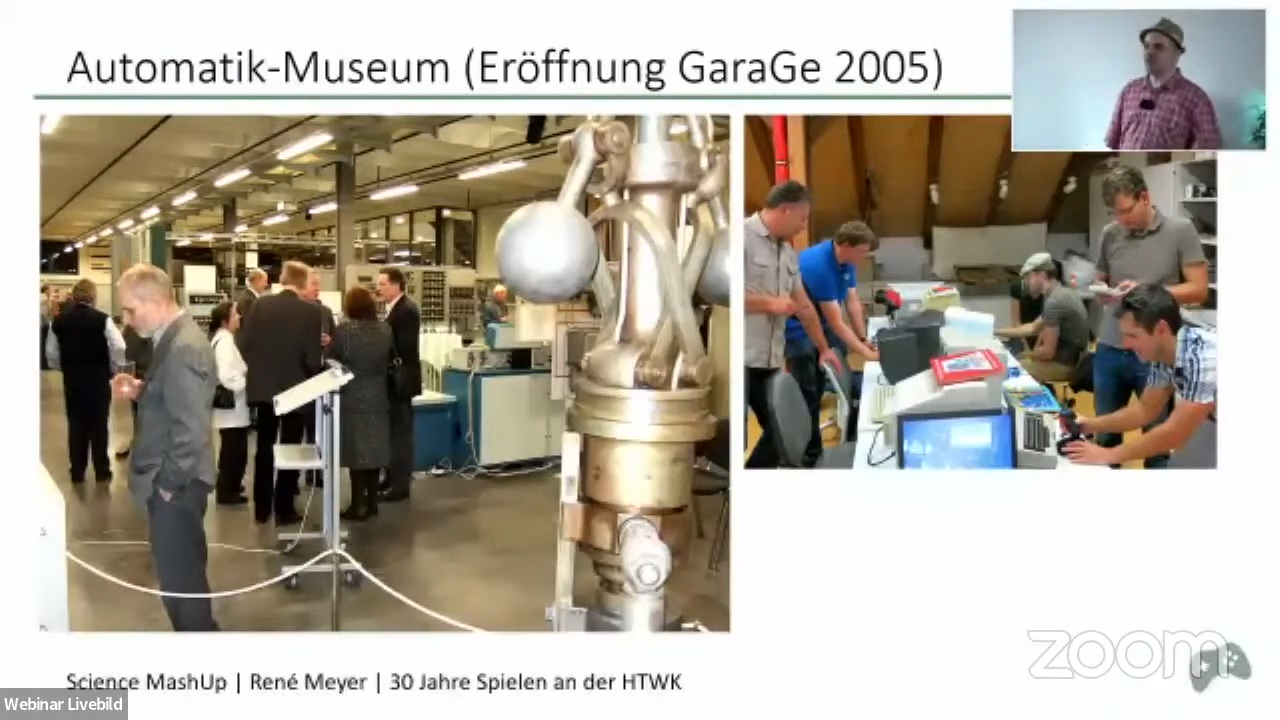 Automatik-Museum (Eröffnung GaraGe 2005)
zoom
Science MashUp | René Meyer | 30 Jahre Spielen an der HTWK
Webinar Livebild